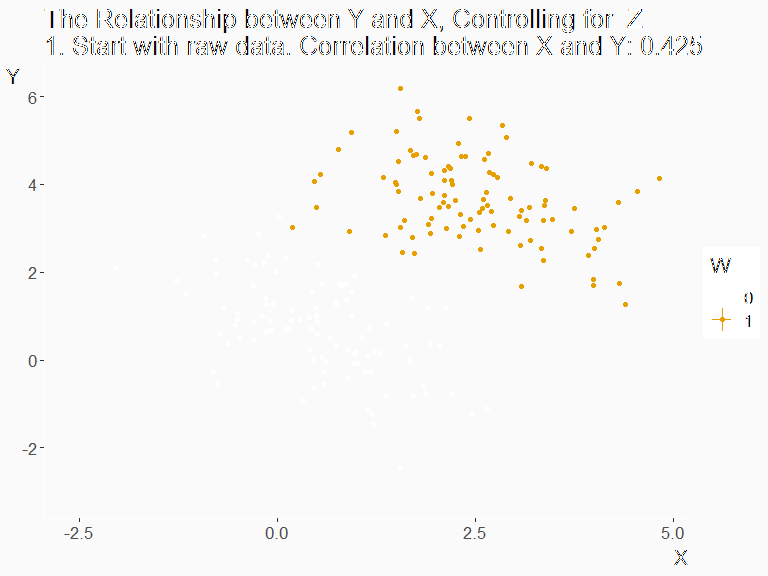 The Relationship between Y and X, Controlling for Z
1. Start with raw data. Correlation between X and Y: 0.425
Y
6
4
2
0
-2
-2.5 0.0 2.5 5.0
X
W
0
1